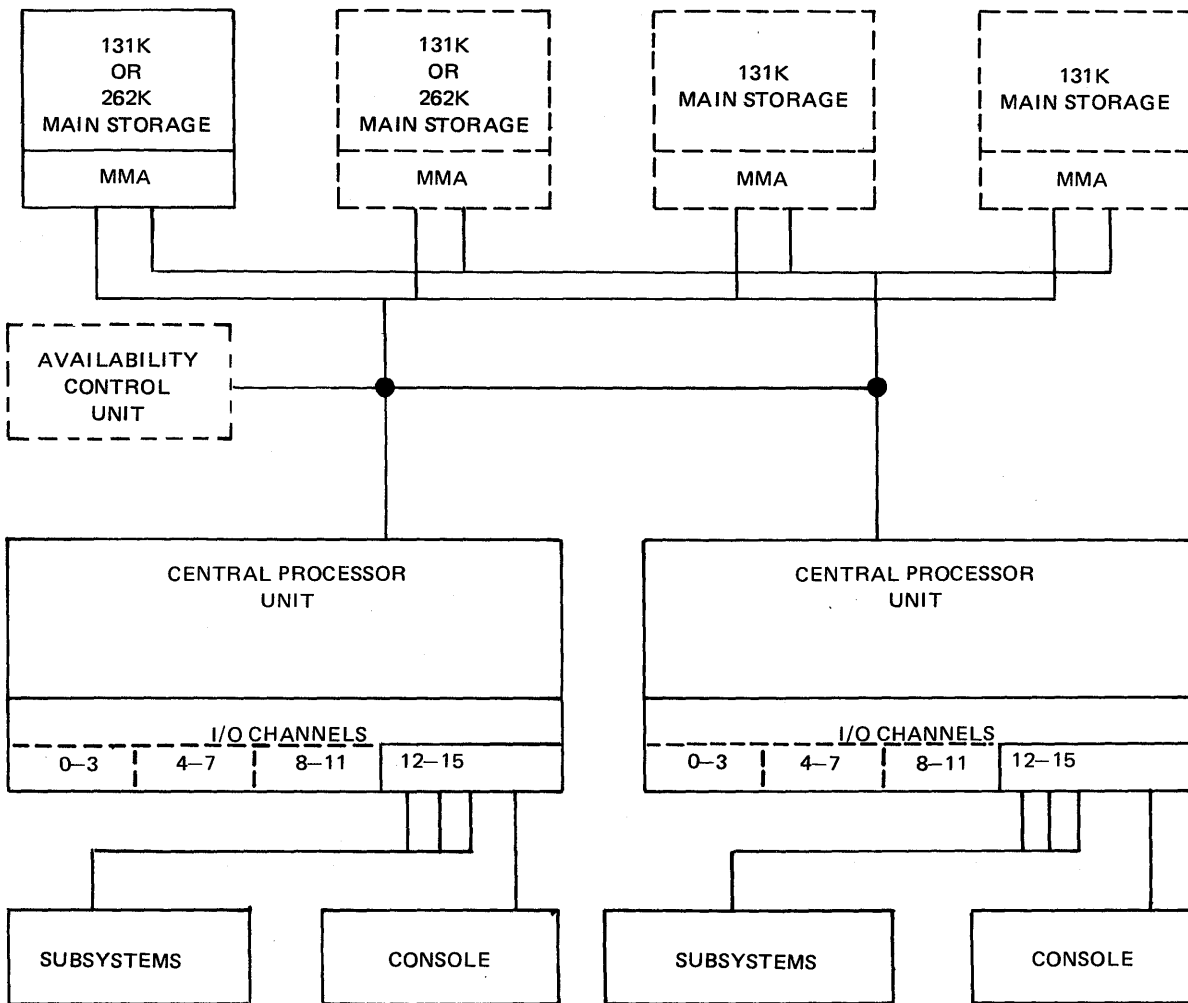 131K
OR
262K
MAIN STORAGE
MMA
131K
OR
262K
MAIN STORAGE
MMA
131K
MAIN STORAGE
MMA
131K
MAIN STORAGE
MMA
AVAILABILITY
CONTROL
UNIT
CENTRAL PROCESSOR
UNIT
I/O CHANNELS
0–3
4–7
8–11
12–15
CENTRAL PROCESSOR
UNIT
I/O CHANNELS
0–3
4–7
8–11
12–15
SUBSYSTEMS
CONSOLE
SUBSYSTEMS
CONSOLE